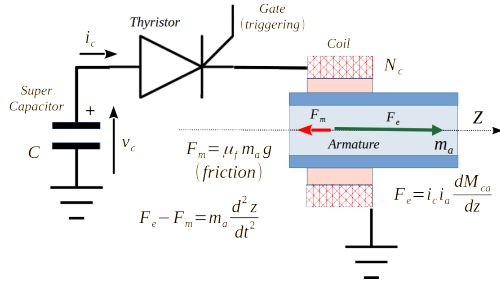 Gate
(triggering)
Thyristor
i_c
Coil
N_c
Super
Capacitor
+
C
v_c
F_m
F_e
Z
Armature
m_a
F_m = μ_f m_a g
(friction)
F_e = i_c i_a dM_ca/dz
F_e − F_m = m_a d²z/dt²